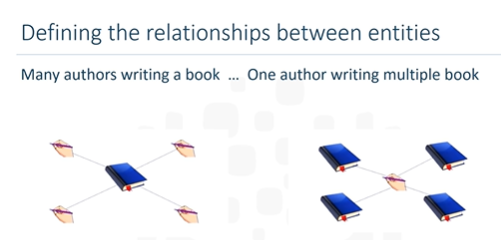 Defining the relationships between entities
Many authors writing a book ... One author writing multiple book